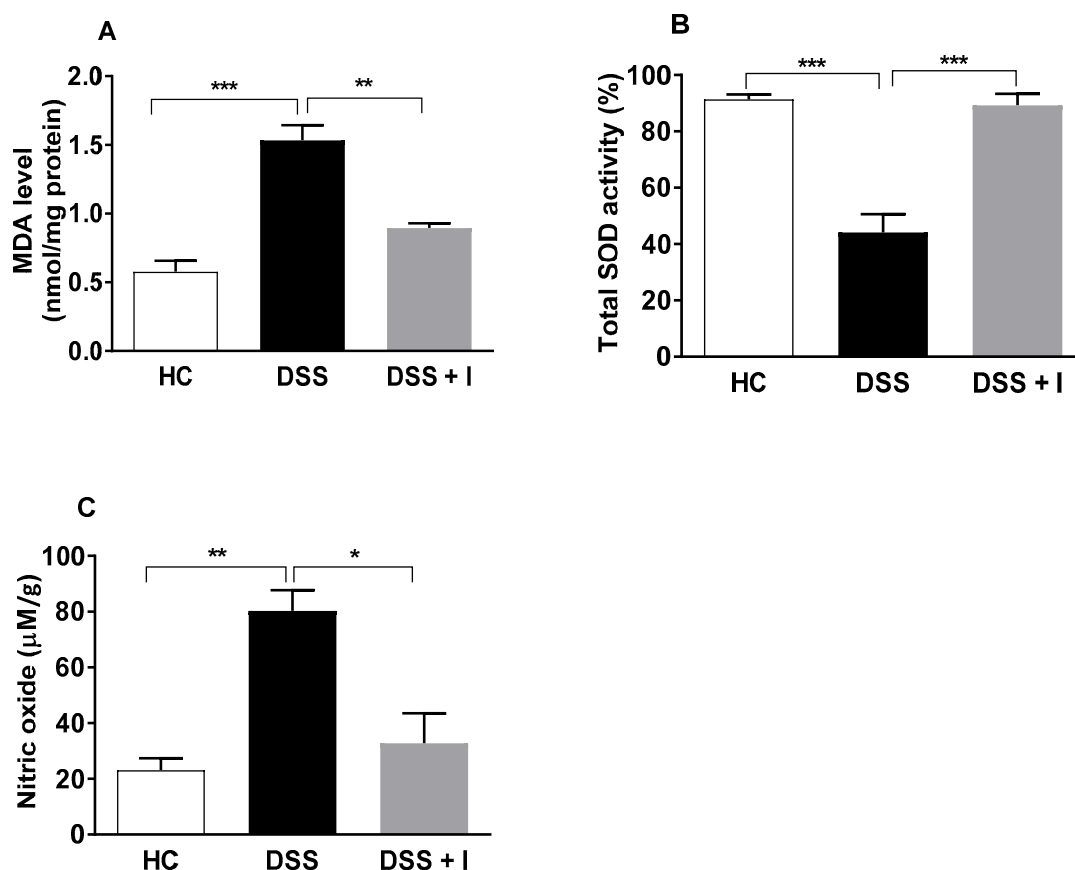 A
MDA level
(nmol/mg protein)
2.0
1.5
1.0
0.5
0.0
***
**
HC
DSS
DSS + I
B
Total SOD activity (%)
100
80
60
40
20
0
***
***
HC
DSS
DSS + I
C
Nitric oxide (μM/g)
100
80
60
40
20
0
**
*
HC
DSS
DSS + I